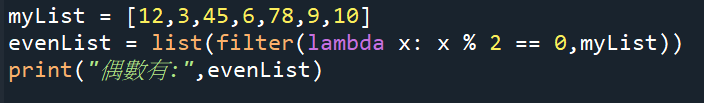 myList = [12,3,45,6,78,9,10]
evenList = list(filter(lambda x: x % 2 == 0,myList))
print("偶數有:",evenList)